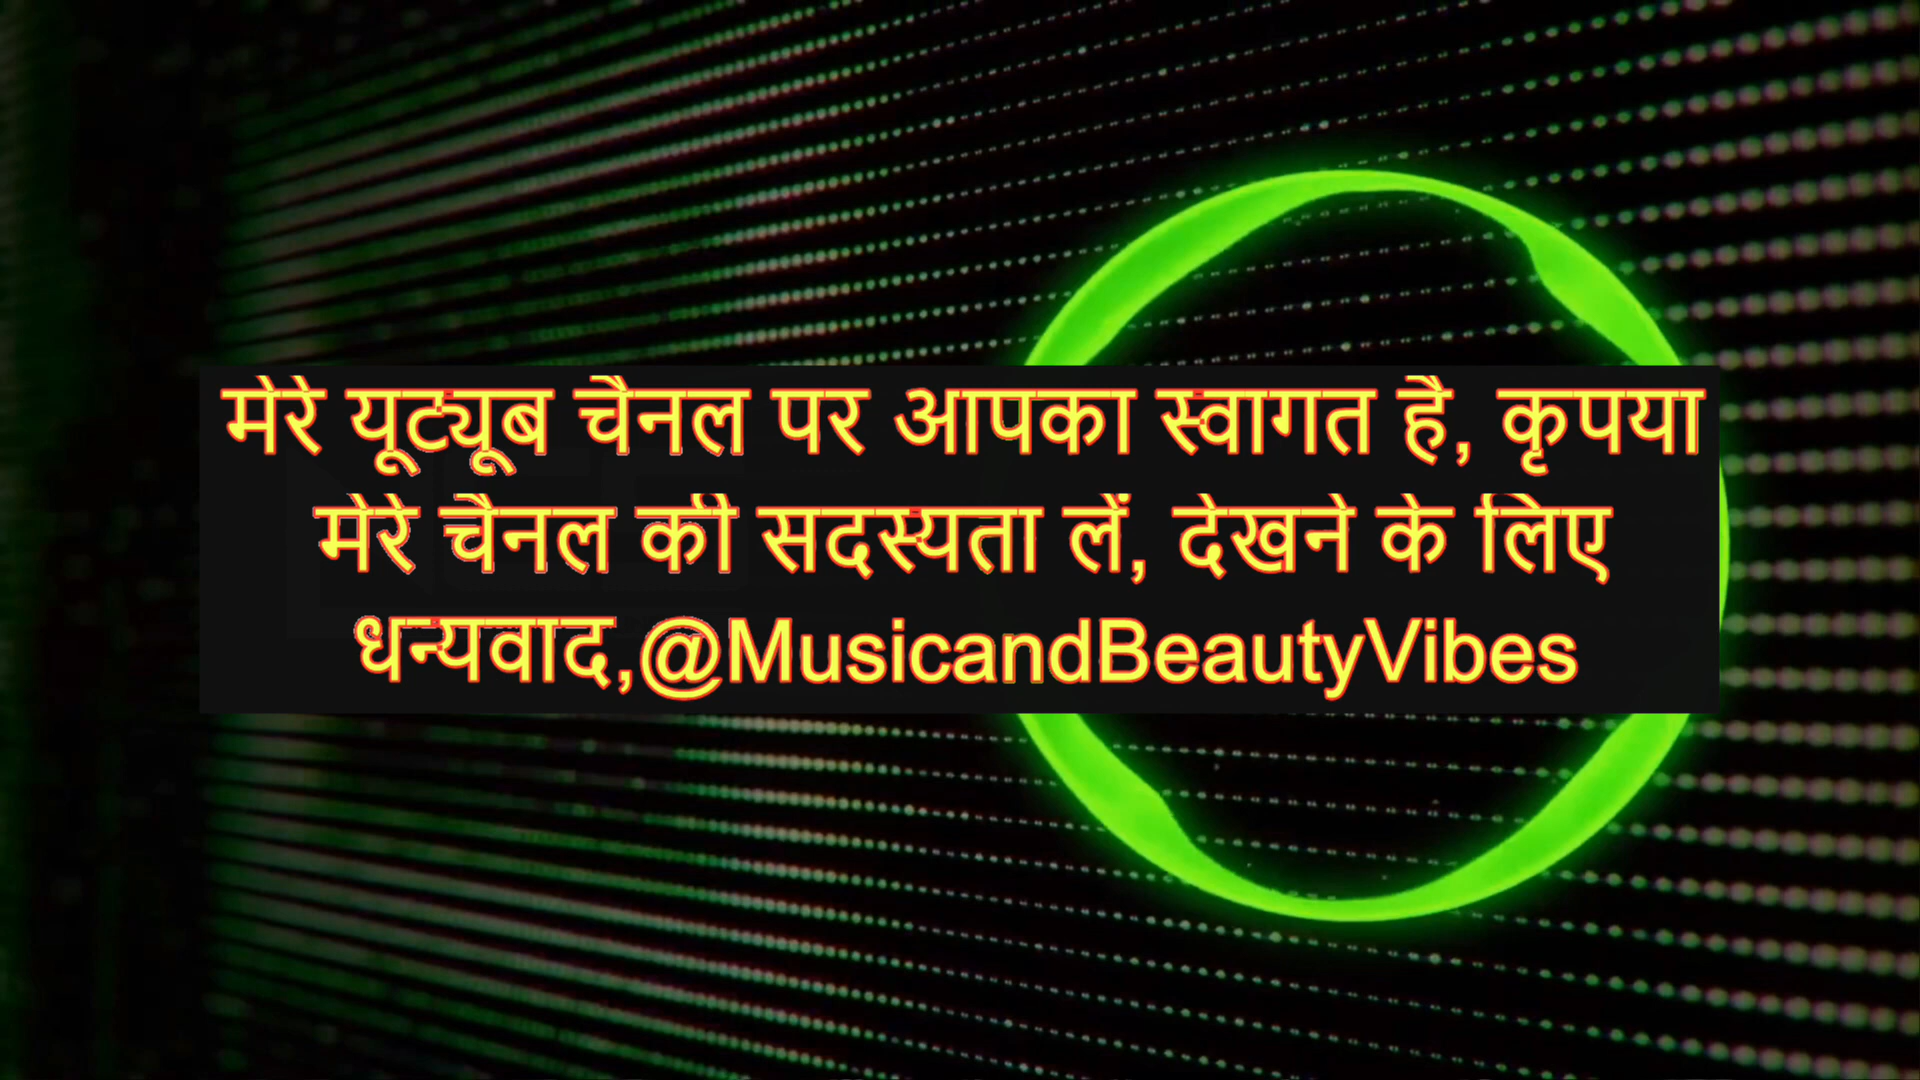 मेरे यूट्यूब चैनल पर आपका स्वागत है, कृपया
मेरे चैनल की सदस्यता लें, देखने के लिए
धन्यवाद,@MusicandBeautyVibes